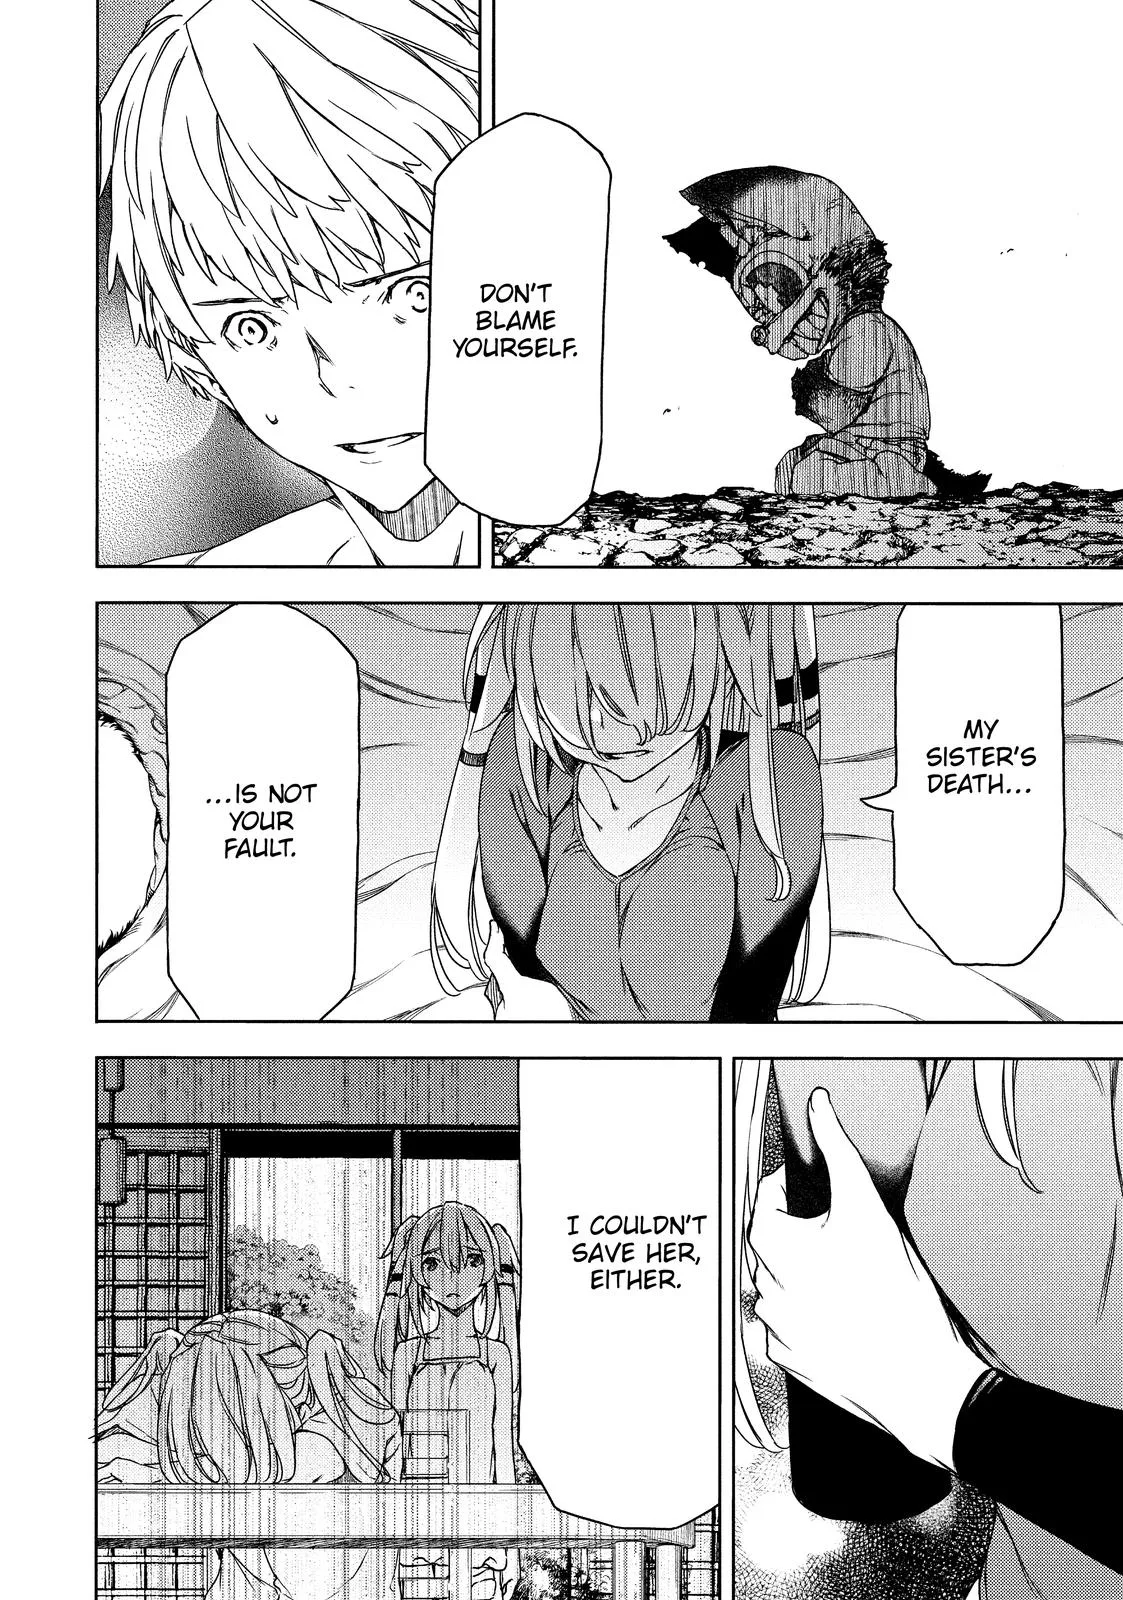 DON'T
BLAME
YOURSELF.
MY
SISTER'S
DEATH...
...IS NOT
YOUR
FAULT.
I COULDN'T
SAVE HER,
EITHER.